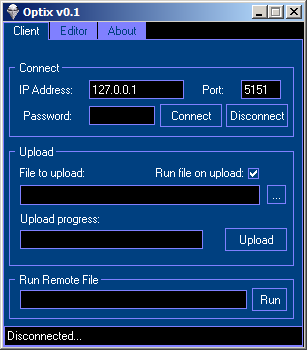 Optix v0.1
Client Editor About
Connect
IP Address: 127.0.0.1 Port: 5151
Password: Connect Disconnect
Upload
File to upload: Run file on upload:
...
Upload progress:
Upload
Run Remote File
Run
Disconnected...